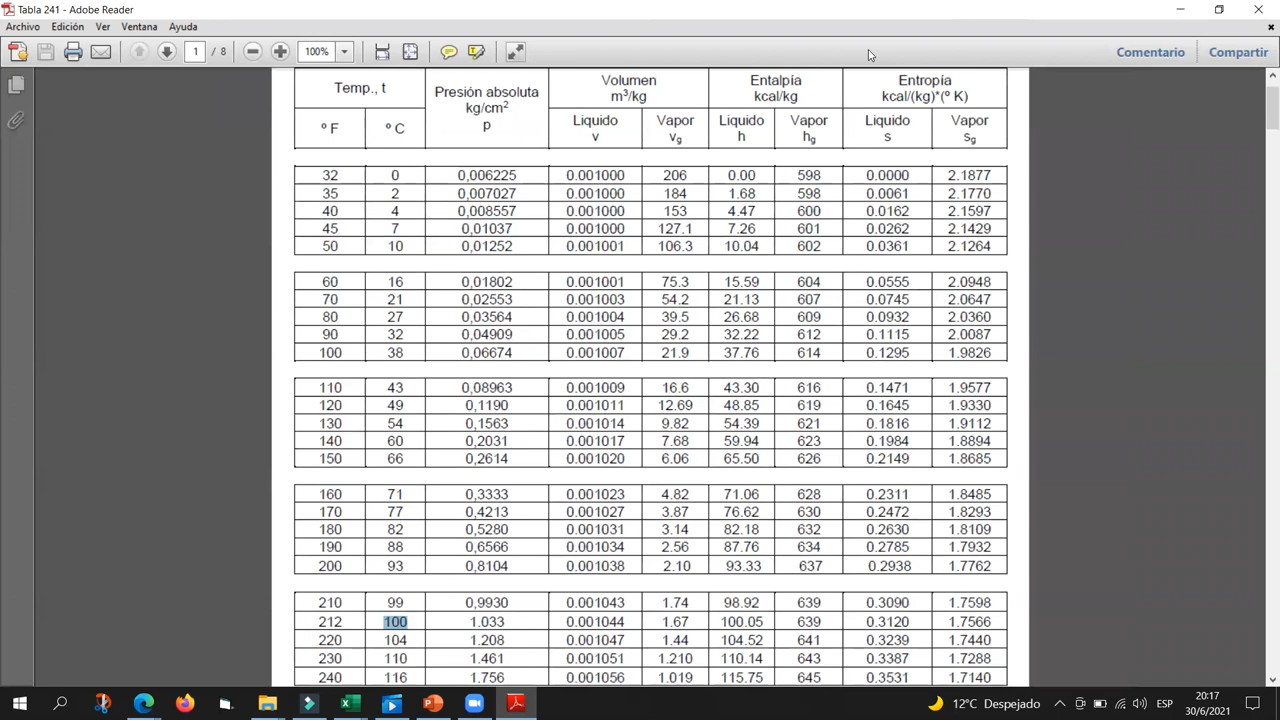 Tabla 241 - Adobe Reader
Archivo Edición Ver Ventana Ayuda
1 / 8 100% Comentario Compartir
Temp., t Presión absoluta kg/cm2 p Volumen m³/kg Entalpía kcal/kg Entropía kcal/(kg)*(º K)
º F º C Liquido v Vapor vg Liquido h Vapor hg Liquido s Vapor sg
32 0 0,006225 0.001000 206 0.00 598 0.0000 2.1877
35 2 0,007027 0.001000 184 1.68 598 0.0061 2.1770
40 4 0,008557 0.001000 153 4.47 600 0.0162 2.1597
45 7 0,01037 0.001000 127.1 7.26 601 0.0262 2.1429
50 10 0,01252 0.001001 106.3 10.04 602 0.0361 2.1264
60 16 0,01802 0.001001 75.3 15.59 604 0.0555 2.0948
70 21 0,02553 0.001003 54.2 21.13 607 0.0745 2.0647
80 27 0,03564 0.001004 39.5 26.68 609 0.0932 2.0360
90 32 0,04909 0.001005 29.2 32.22 612 0.1115 2.0087
100 38 0,06674 0.001007 21.9 37.76 614 0.1295 1.9826
110 43 0,08963 0.001009 16.6 43.30 616 0.1471 1.9577
120 49 0,1190 0.001011 12.69 48.85 619 0.1645 1.9330
130 54 0,1563 0.001014 9.82 54.39 621 0.1816 1.9112
140 60 0,2031 0.001017 7.68 59.94 623 0.1984 1.8894
150 66 0,2614 0.001020 6.06 65.50 626 0.2149 1.8685
160 71 0,3333 0.001023 4.82 71.06 628 0.2311 1.8485
170 77 0,4213 0.001027 3.87 76.62 630 0.2472 1.8293
180 82 0,5280 0.001031 3.14 82.18 632 0.2630 1.8109
190 88 0,6566 0.001034 2.56 87.76 634 0.2785 1.7932
200 93 0,8104 0.001038 2.10 93.33 637 0.2938 1.7762
210 99 0,9930 0.001043 1.74 98.92 639 0.3090 1.7598
212 100 1.033 0.001044 1.67 100.05 639 0.3120 1.7566
220 104 1.208 0.001047 1.44 104.52 641 0.3239 1.7440
230 110 1.461 0.001051 1.210 110.14 643 0.3387 1.7288
240 116 1.756 0.001056 1.019 115.75 645 0.3531 1.7140
12°C Despejado ESP 20:17
30/6/2021